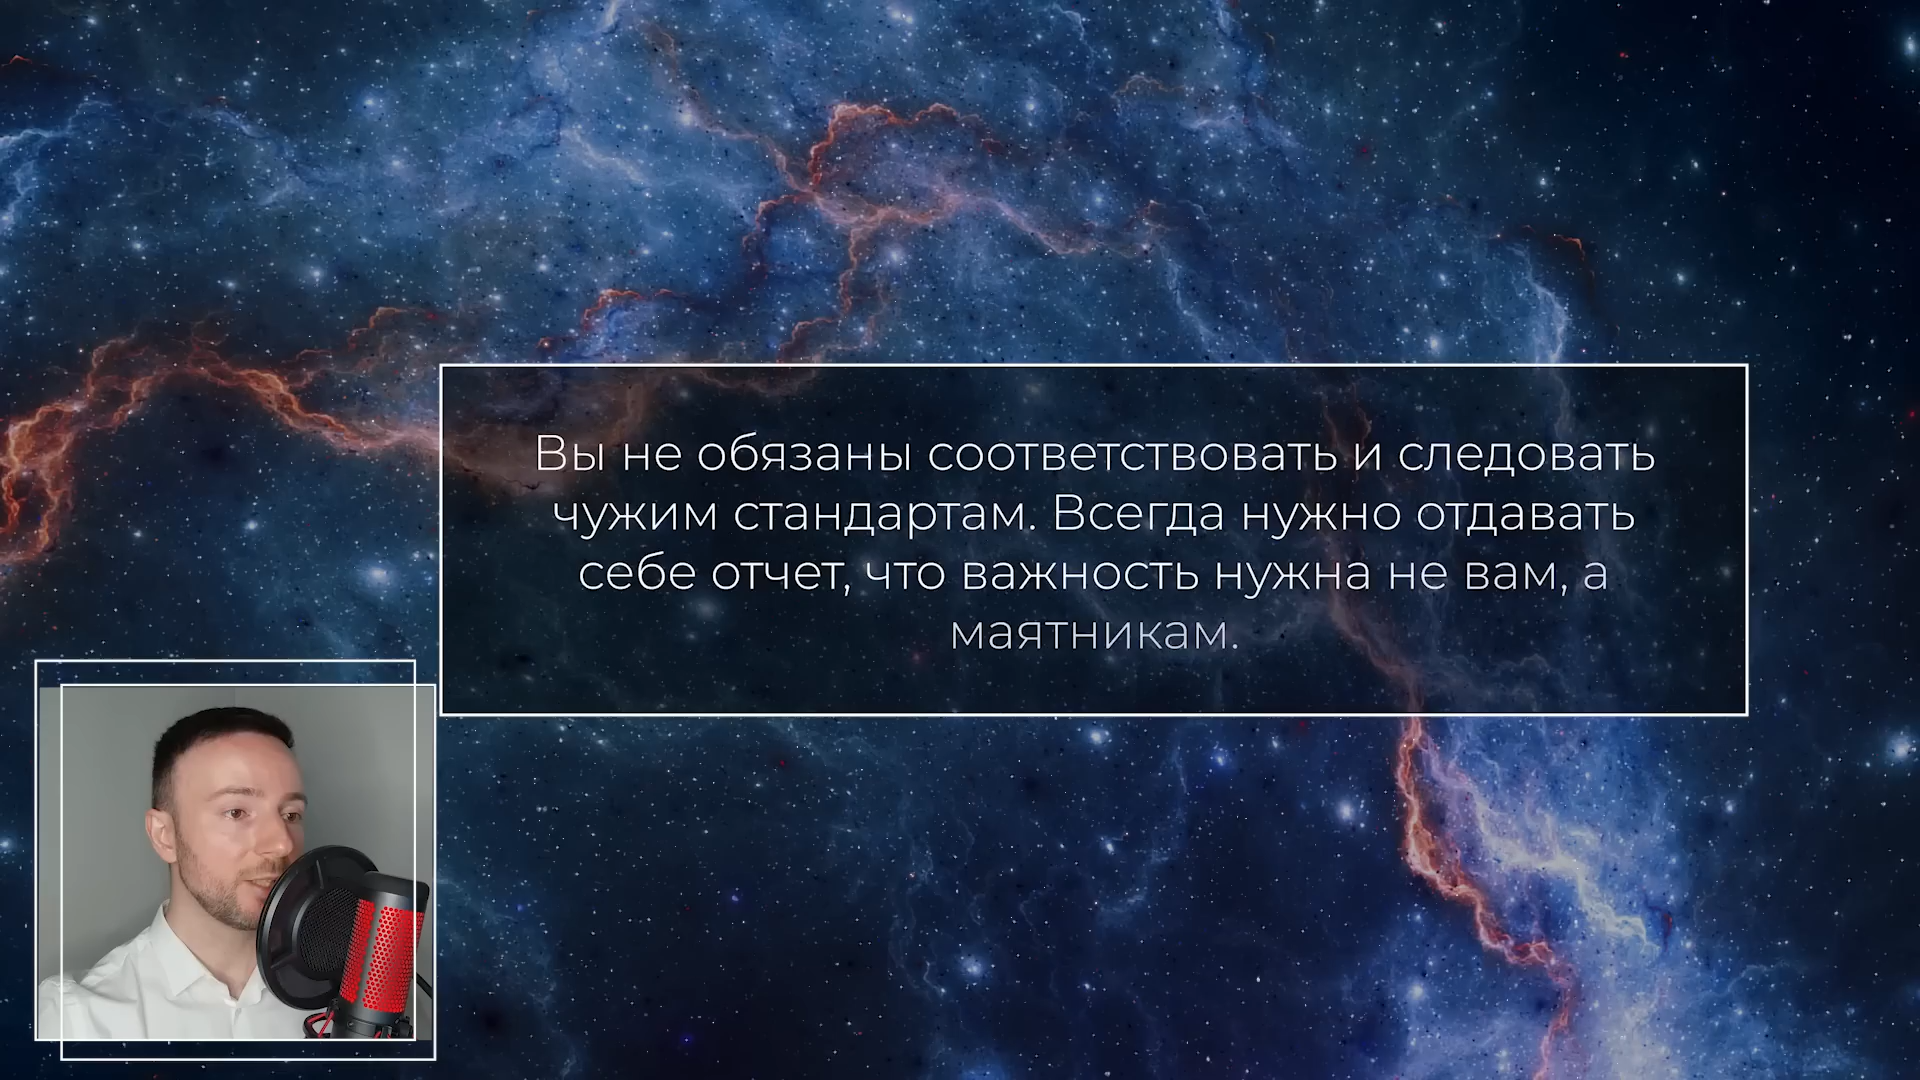 Вы не обязаны соответствовать и следовать
чужим стандартам. Всегда нужно отдавать
себе отчет, что важность нужна не вам, а
маятникам.